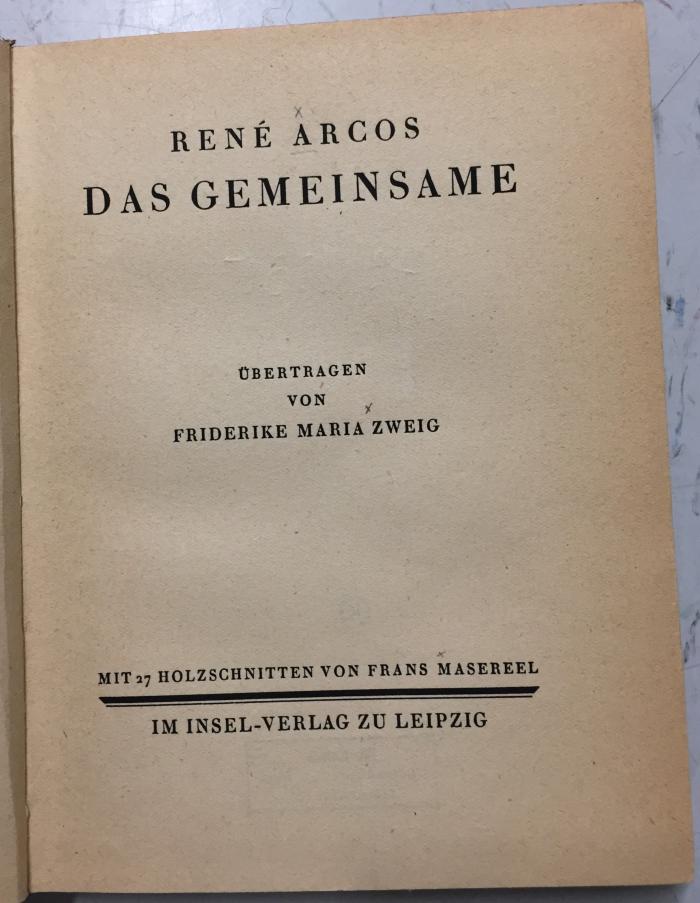 RENÉ ARCOS
DAS GEMEINSAME
ÜBERTRAGEN
VON
FRIDERIKE MARIA ZWEIG
MIT 27 HOLZSCHNITTEN VON FRANS MASEREEL
IM INSEL-VERLAG ZU LEIPZIG